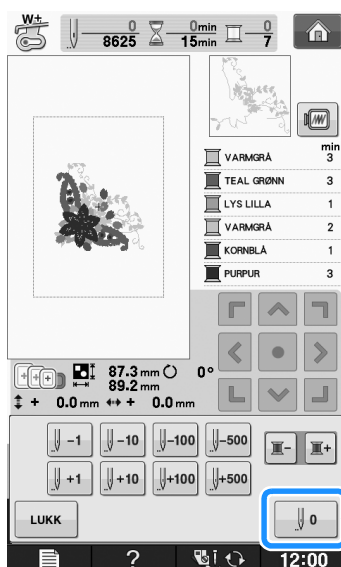 W+
0 0min 0
8625 15min 7
min
VARMGRÅ 3
TEAL GRØNN 3
LYS LILLA 1
VARMGRÅ 2
KORNBLÅ 1
PURPUR 3
87.3 mm 0°
89.2 mm
+ 0.0 mm + 0.0 mm
-1 -10 -100 -500 - +
+1 +10 +100 +500
LUKK 0
? 12:00